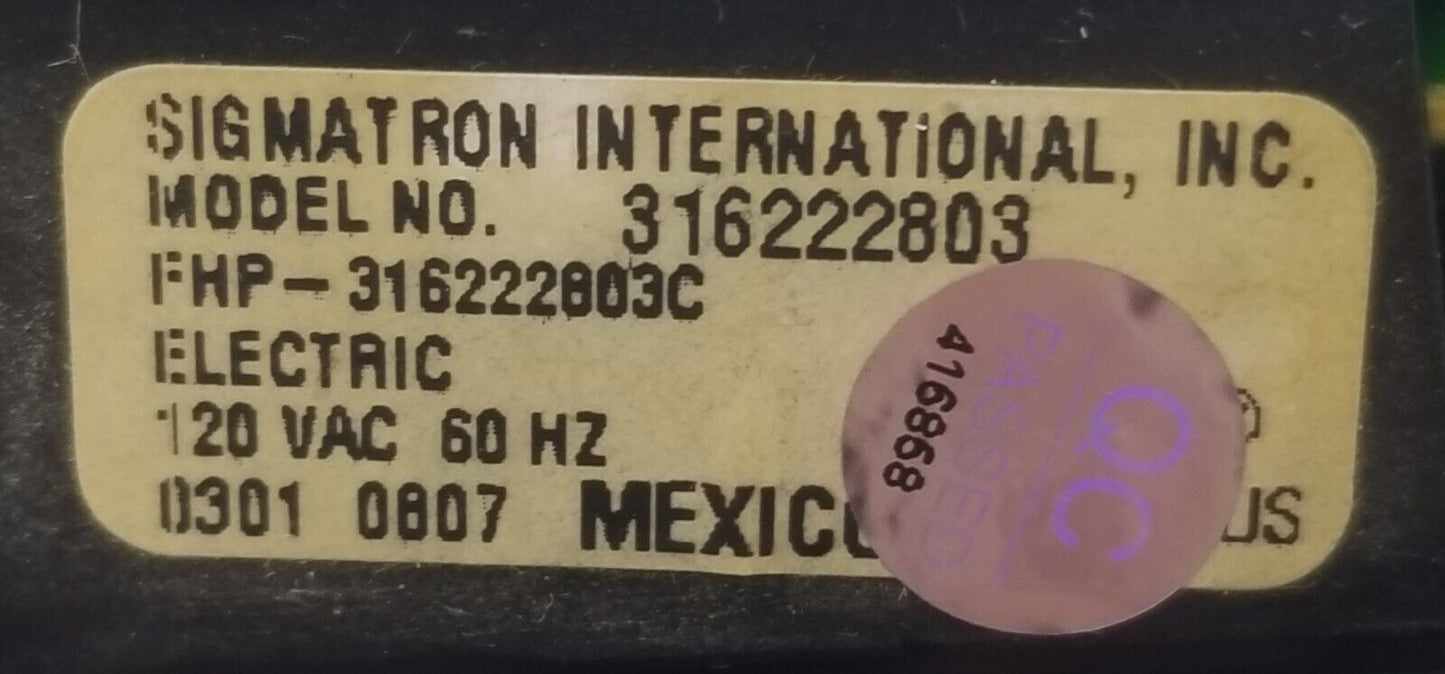 SIGMATRON INTERNATIONAL, INC.
MODEL NO. 316222803
FHP-316222803C
ELECTRIC
120 VAC 60 HZ
0301 0807 MEXICO US
QC
PASSED
416868